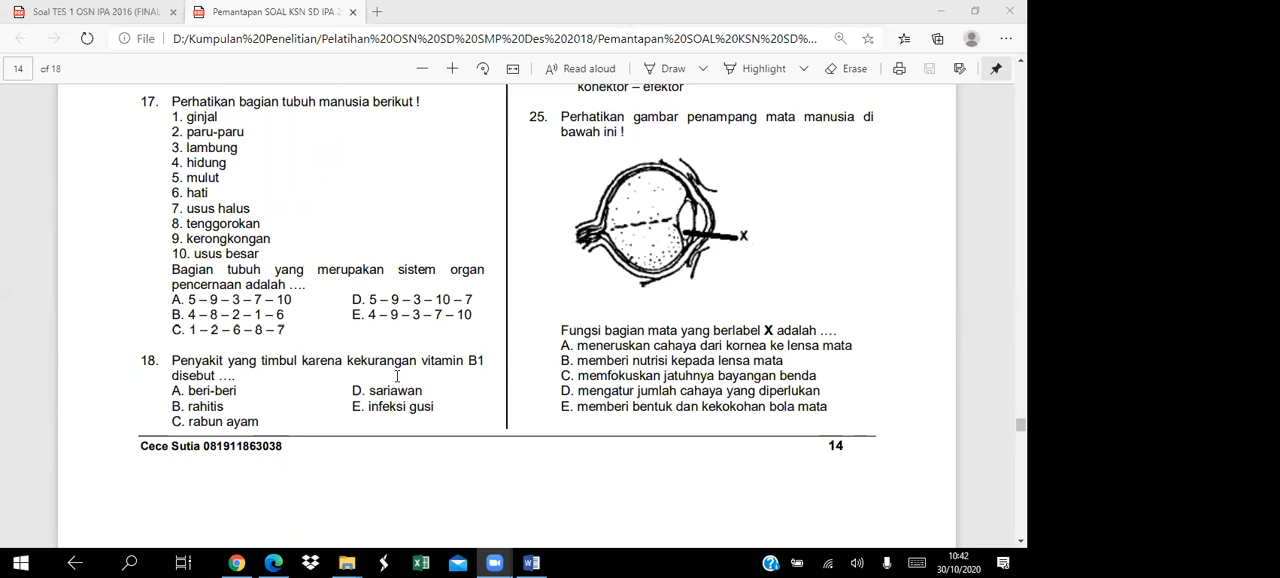 Soal TES 1 OSN IPA 2016 (FINAL
Pemantapan SOAL KSN SD IPA 2
File
D:/Kumpulan%20Penelitian/Pelatihan%20OSN%20SD%20SMP%20Des%202018/Pemantapan%20SOAL%20KSN%20SD%...
14 of 18
Read aloud
Draw
Highlight
Erase
17. Perhatikan bagian tubuh manusia berikut !
1. ginjal
2. paru-paru
3. lambung
4. hidung
5. mulut
6. hati
7. usus halus
8. tenggorokan
9. kerongkongan
10. usus besar
Bagian tubuh yang merupakan sistem organ
pencernaan adalah ....
A. 5 – 9 – 3 – 7 – 10 D. 5 – 9 – 3 – 10 – 7
B. 4 – 8 – 2 – 1 – 6 E. 4 – 9 – 3 – 7 – 10
C. 1 – 2 – 6 – 8 – 7
18. Penyakit yang timbul karena kekurangan vitamin B1
disebut ....
A. beri-beri D. sariawan
B. rahitis E. infeksi gusi
C. rabun ayam
konektor – efektor
25. Perhatikan gambar penampang mata manusia di
bawah ini !
X
Fungsi bagian mata yang berlabel X adalah ....
A. meneruskan cahaya dari kornea ke lensa mata
B. memberi nutrisi kepada lensa mata
C. memfokuskan jatuhnya bayangan benda
D. mengatur jumlah cahaya yang diperlukan
E. memberi bentuk dan kekokohan bola mata
Cece Sutia 081911863038 14
10:42
30/10/2020